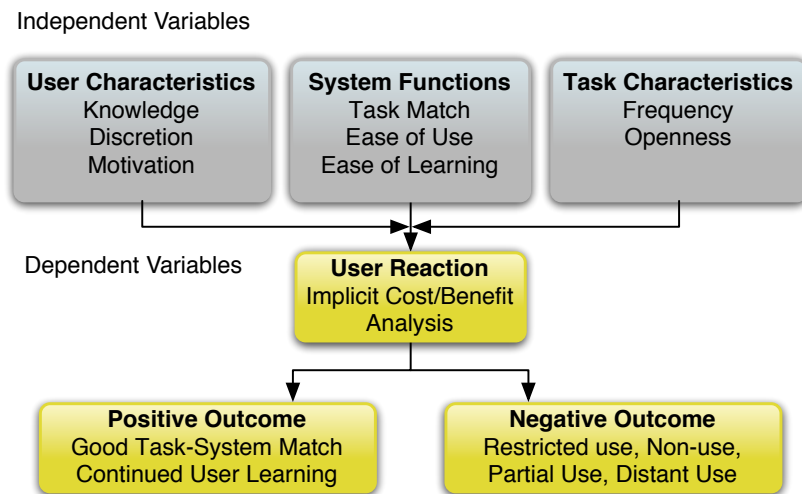 Independent Variables
User Characteristics
Knowledge
Discretion
Motivation
System Functions
Task Match
Ease of Use
Ease of Learning
Task Characteristics
Frequency
Openness
Dependent Variables
User Reaction
Implicit Cost/Benefit
Analysis
Positive Outcome
Good Task-System Match
Continued User Learning
Negative Outcome
Restricted use, Non-use,
Partial Use, Distant Use